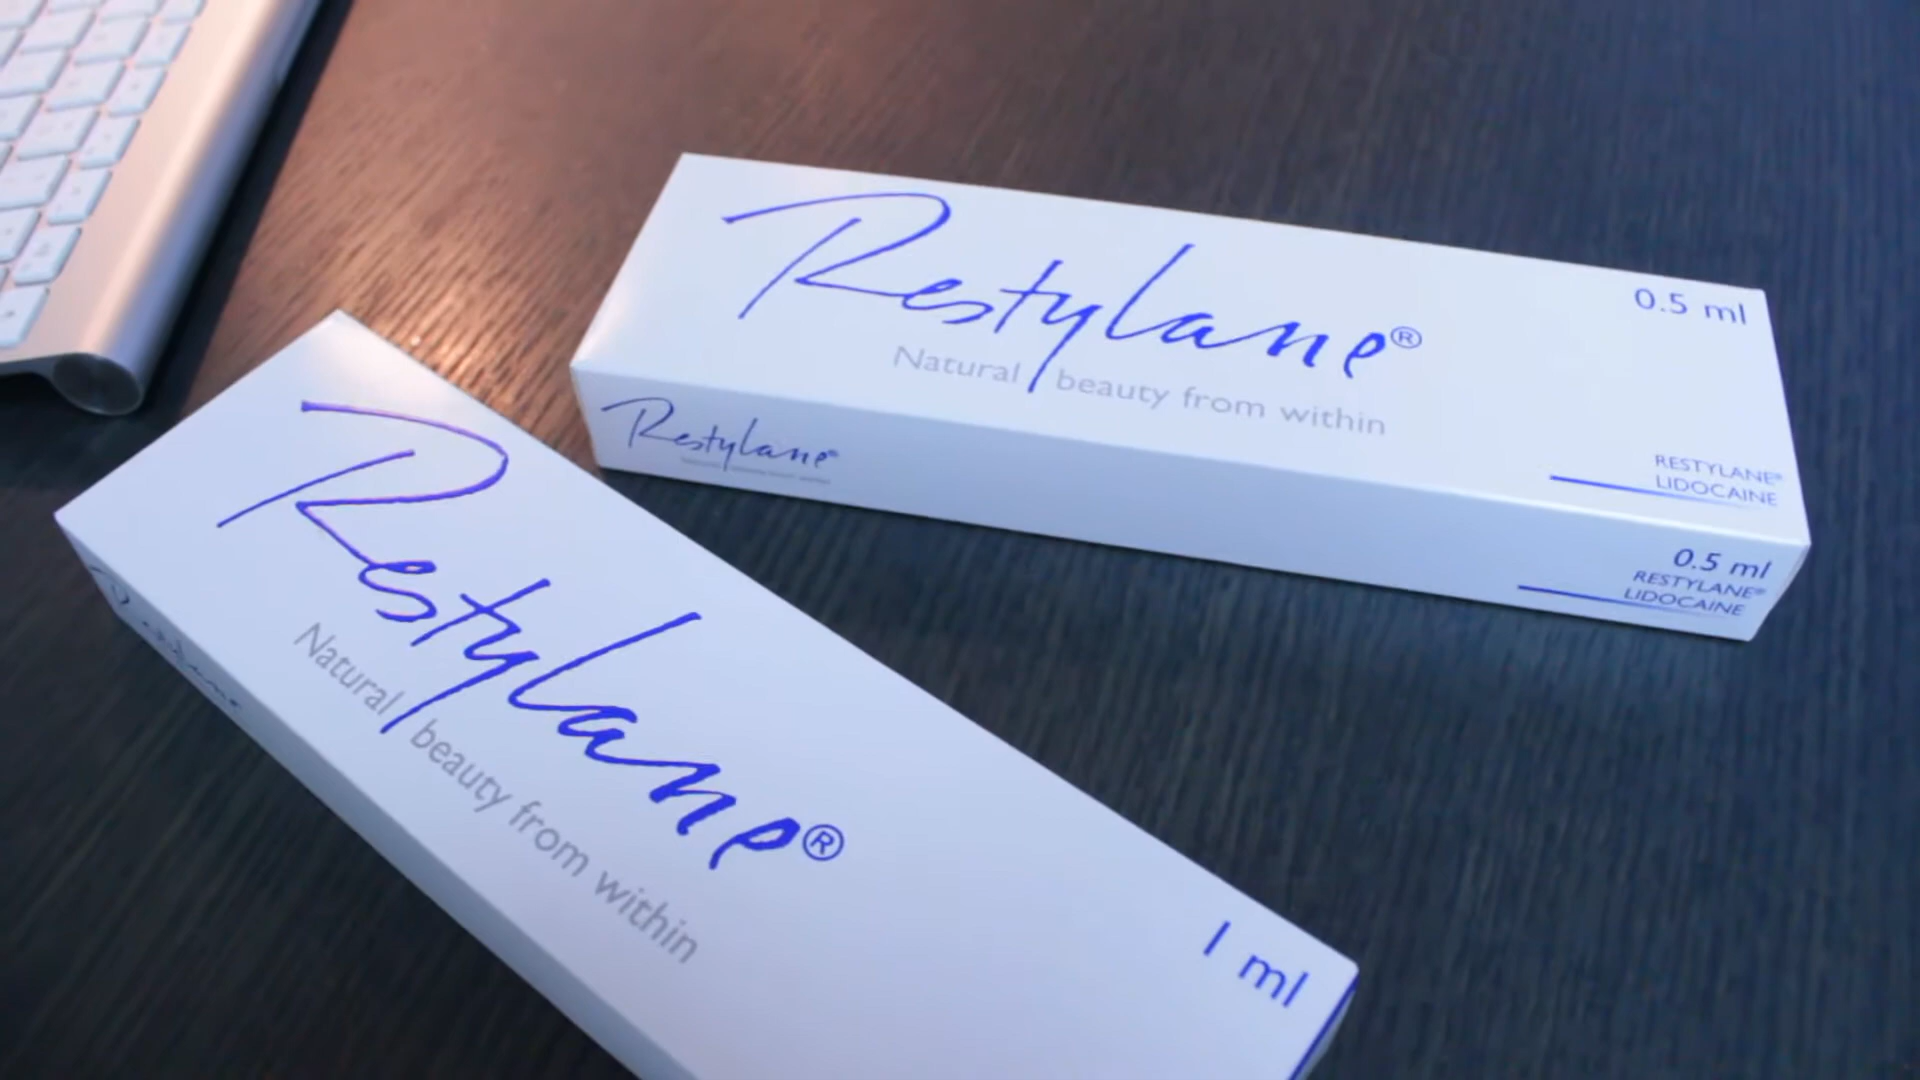 Restylane®
Natural beauty from within
0.5 ml
RESTYLANE®
LIDOCAINE
Restylane®
0.5 ml
RESTYLANE®
LIDOCAINE
Restylane®
Natural beauty from within
1 ml
Restylane